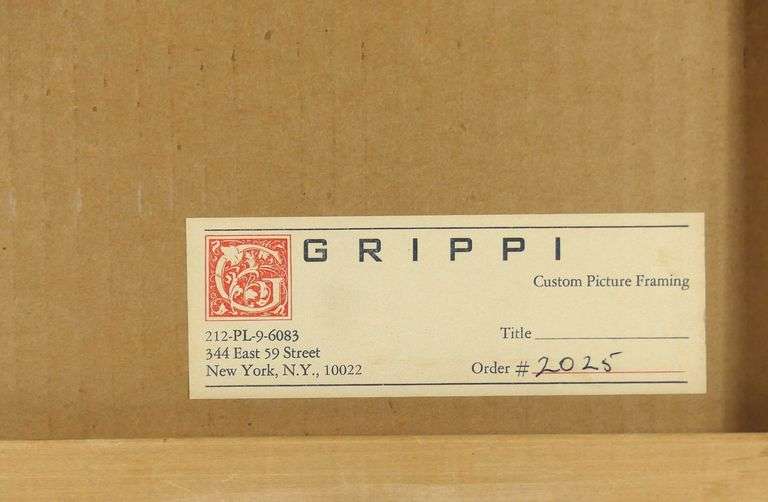 G GRIPPI
Custom Picture Framing
212-PL-9-6083
344 East 59 Street
New York, N.Y., 10022
Title
Order # 2025